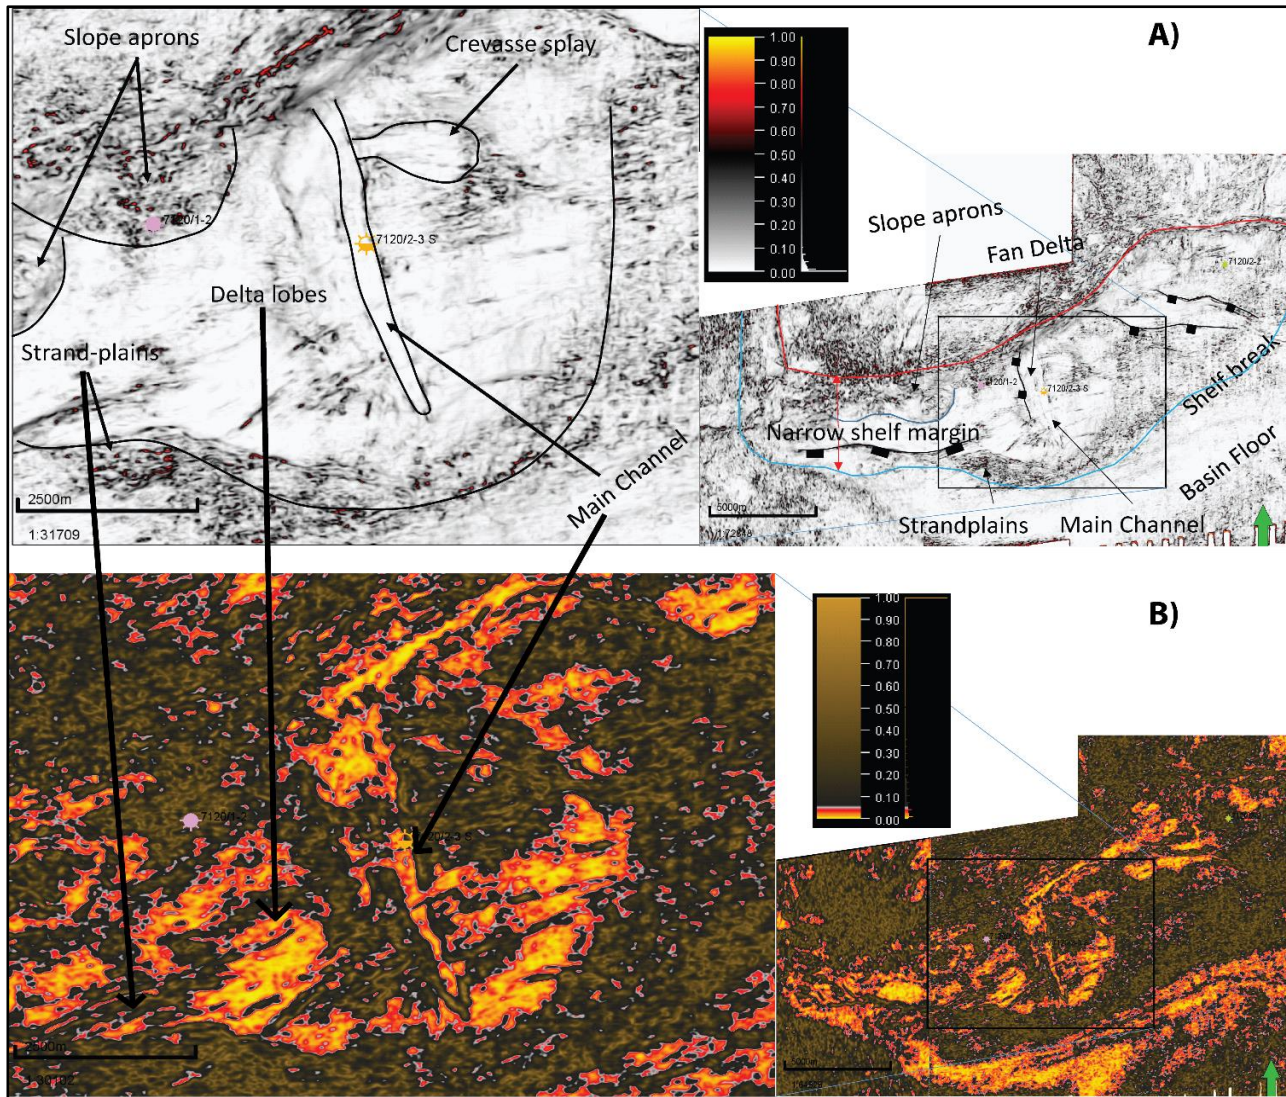 A)
Slope aprons
Crevasse splay
7120/1-2
7120/2-3 S
Delta lobes
Strand-plains
Main Channel
2500m
1:31709
1.00
0.90
0.80
0.70
0.60
0.50
0.40
0.30
0.20
0.10
0.00
Slope aprons
Fan Delta
7120/2-2
7120/1-2
7120/2-3 S
Shelf break
Narrow shelf margin
Basin Floor
5000m
Strandplains
Main Channel
B)
7120/1-2
2500m
1.00
0.90
0.80
0.70
0.60
0.50
0.40
0.30
0.20
0.10
0.00
5000m